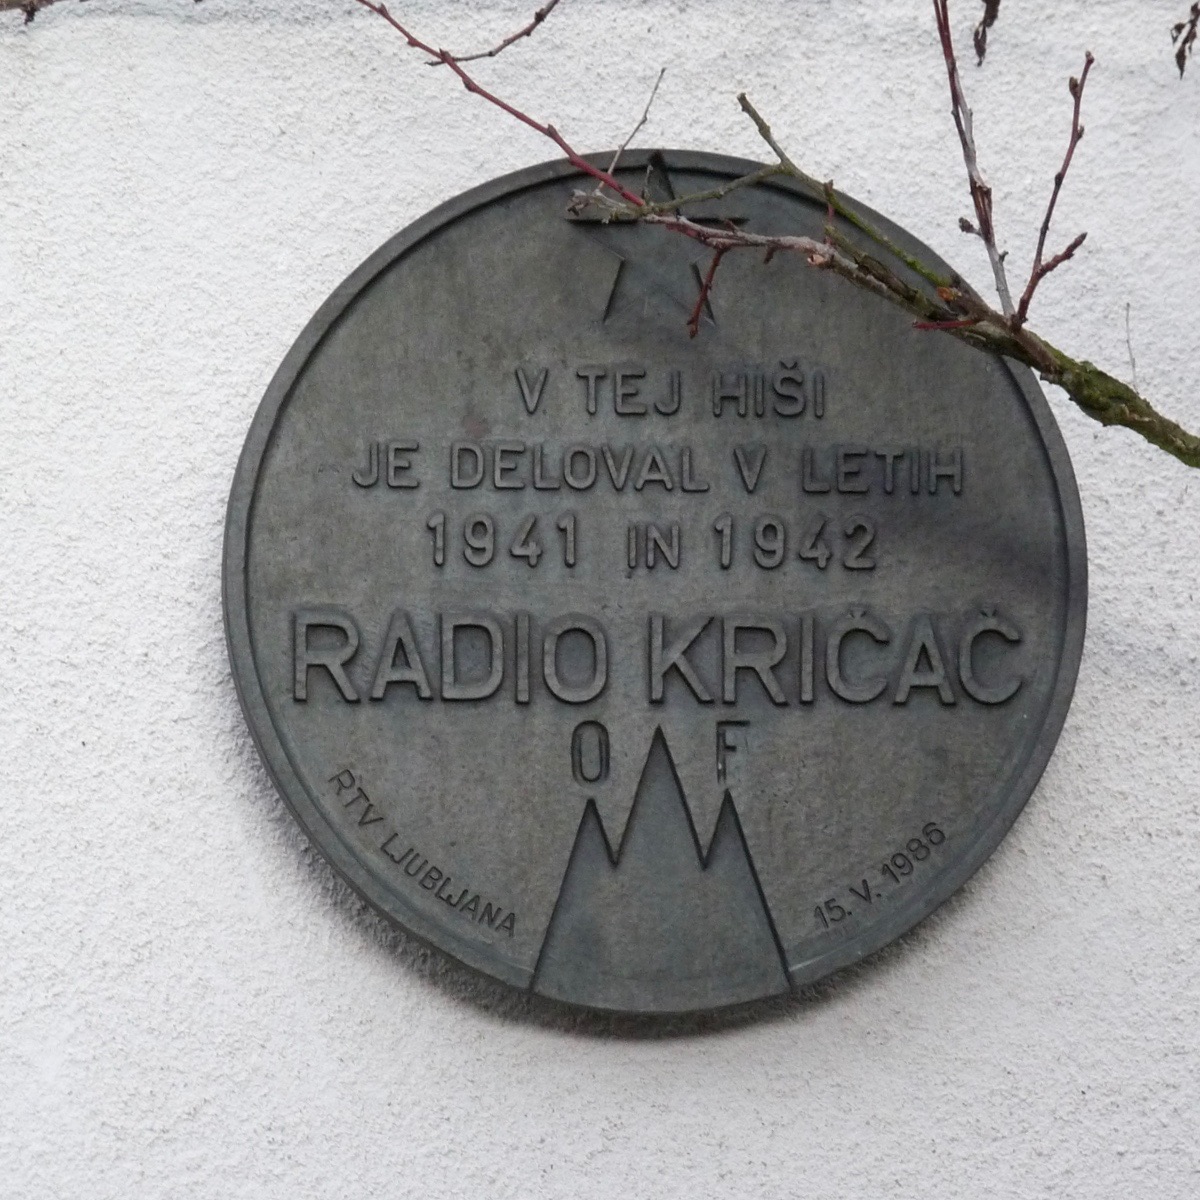 V TEJ HIŠI
JE DELOVAL V LETIH
1941 IN 1942
RADIO KRIČAČ
O F
RTV LJUBLJANA
15. V. 1986